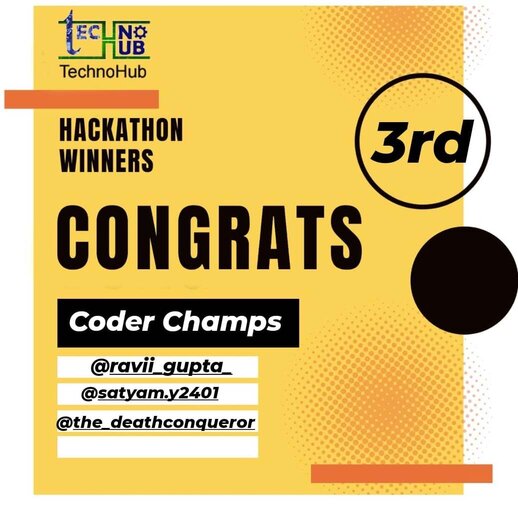 TECHNO
HUB
TechnoHub
HACKATHON
WINNERS
3rd
CONGRATS
Coder Champs
@ravii_gupta_
@satyam.y2401
@the_deathconqueror